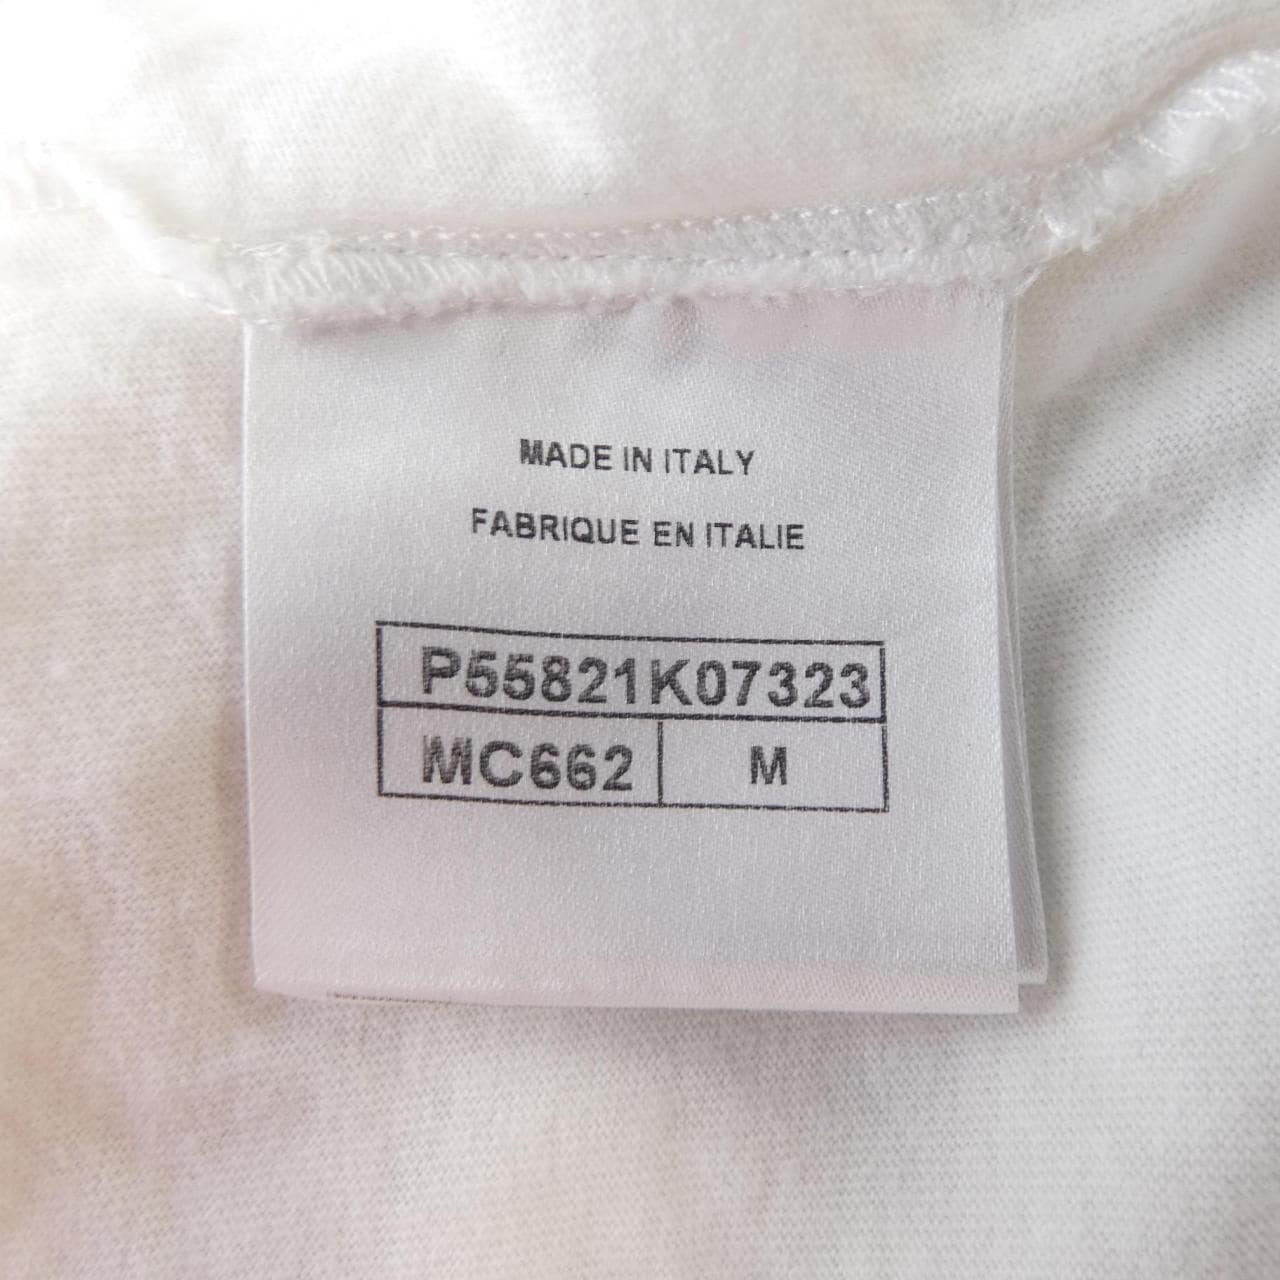 MADE IN ITALY
FABRIQUE EN ITALIE
P55821K07323
MC662 M